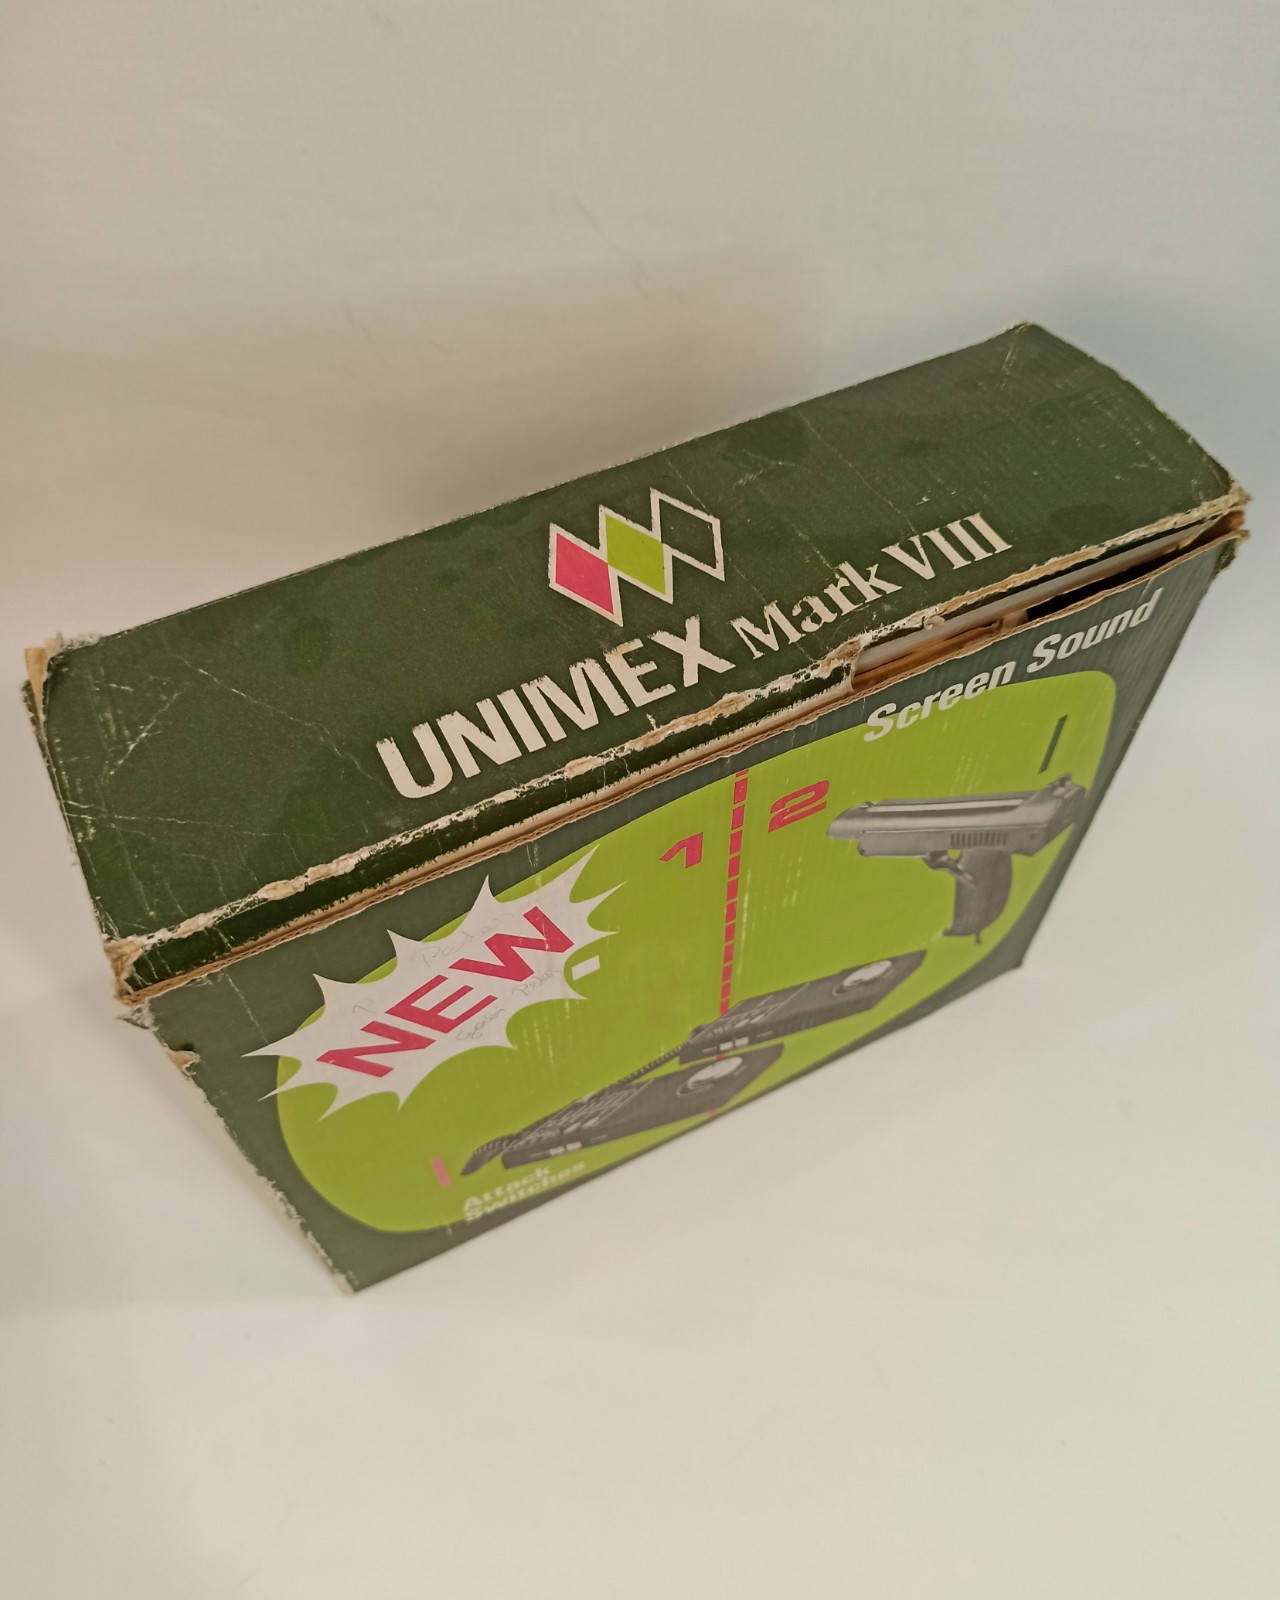 UNIMEX Mark VIII
Screen Sound
1 2
NEW
Attack
Switches